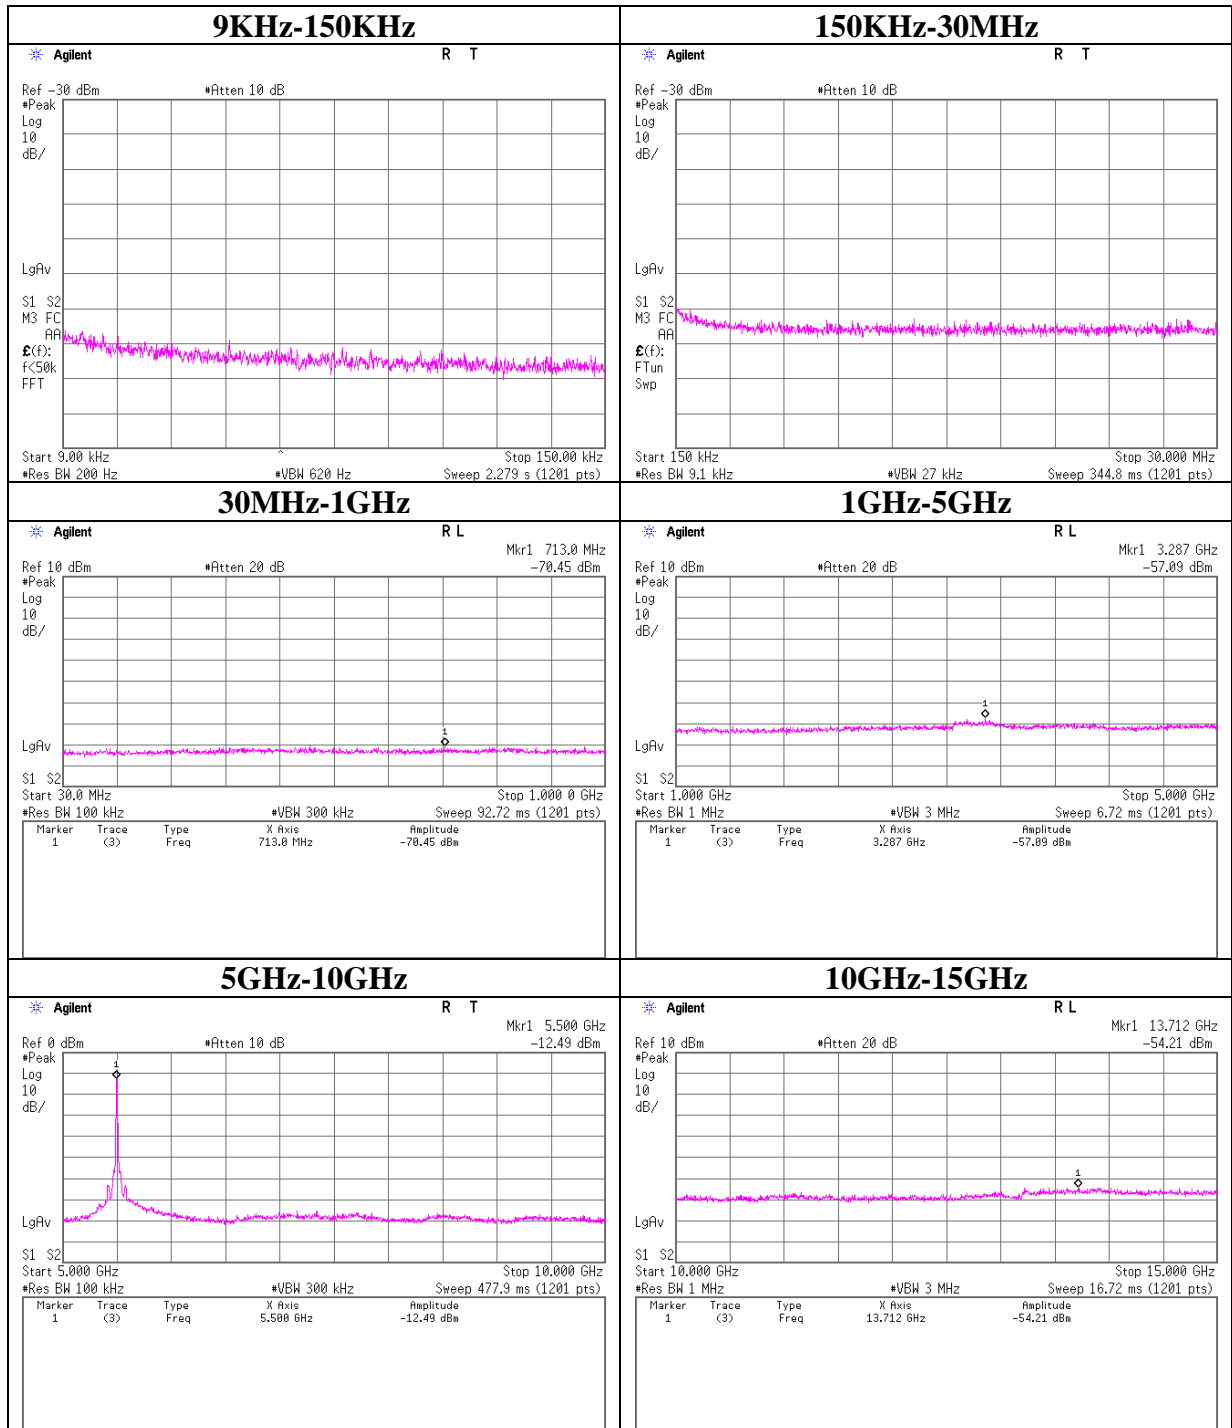 9KHz-150KHz
Agilent
R T
Ref -30 dBm #Atten 10 dB
#Peak
Log
10
dB/
LgAv
S1 S2
M3 FC
AA
£(f):
f<50k
FFT
Start 9.00 kHz Stop 150.00 kHz
#Res BW 200 Hz #VBW 620 Hz Sweep 2.279 s (1201 pts)
150KHz-30MHz
Agilent
R T
Ref -30 dBm #Atten 10 dB
#Peak
Log
10
dB/
LgAv
S1 S2
M3 FC
AA
£(f):
FTun
Swp
Start 150 kHz Stop 30.000 MHz
#Res BW 9.1 kHz #VBW 27 kHz Sweep 344.8 ms (1201 pts)
30MHz-1GHz
Agilent
R L
Mkr1 713.0 MHz
Ref 10 dBm #Atten 20 dB -70.45 dBm
#Peak
Log
10
dB/
1
LgAv
S1 S2
Start 30.0 MHz Stop 1.000 0 GHz
#Res BW 100 kHz #VBW 300 kHz Sweep 92.72 ms (1201 pts)
Marker Trace Type X Axis Amplitude
1 (3) Freq 713.0 MHz -70.45 dBm
1GHz-5GHz
Agilent
R L
Mkr1 3.287 GHz
Ref 10 dBm #Atten 20 dB -57.09 dBm
#Peak
Log
10
dB/
1
LgAv
S1 S2
Start 1.000 GHz Stop 5.000 GHz
#Res BW 1 MHz #VBW 3 MHz Sweep 6.72 ms (1201 pts)
Marker Trace Type X Axis Amplitude
1 (3) Freq 3.287 GHz -57.09 dBm
5GHz-10GHz
Agilent
R T
Mkr1 5.500 GHz
Ref 0 dBm #Atten 10 dB -12.49 dBm
#Peak
Log
10
dB/
1
LgAv
S1 S2
Start 5.000 GHz Stop 10.000 GHz
#Res BW 100 kHz #VBW 300 kHz Sweep 477.9 ms (1201 pts)
Marker Trace Type X Axis Amplitude
1 (3) Freq 5.500 GHz -12.49 dBm
10GHz-15GHz
Agilent
R L
Mkr1 13.712 GHz
Ref 10 dBm #Atten 20 dB -54.21 dBm
#Peak
Log
10
dB/
1
LgAv
S1 S2
Start 10.000 GHz Stop 15.000 GHz
#Res BW 1 MHz #VBW 3 MHz Sweep 16.72 ms (1201 pts)
Marker Trace Type X Axis Amplitude
1 (3) Freq 13.712 GHz -54.21 dBm